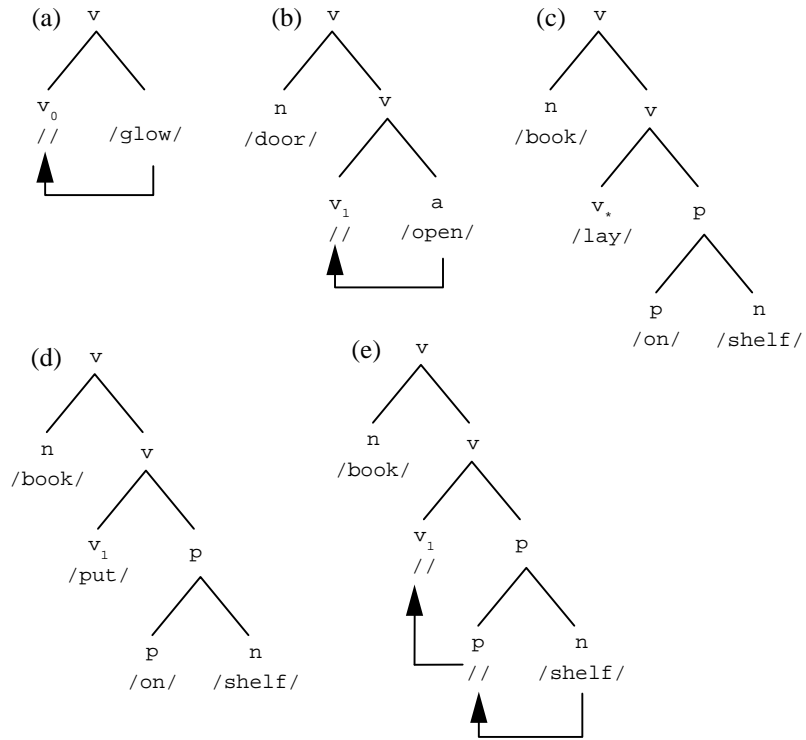 (a)
v
v₀
//
/glow/
(b)
v
n
/door/
v
v₁
//
a
/open/
(c)
v
n
/book/
v
v*
/lay/
p
p
/on/
n
/shelf/
(d)
v
n
/book/
v
v₁
/put/
p
p
/on/
n
/shelf/
(e)
v
n
/book/
v
v₁
//
p
p
//
n
/shelf/